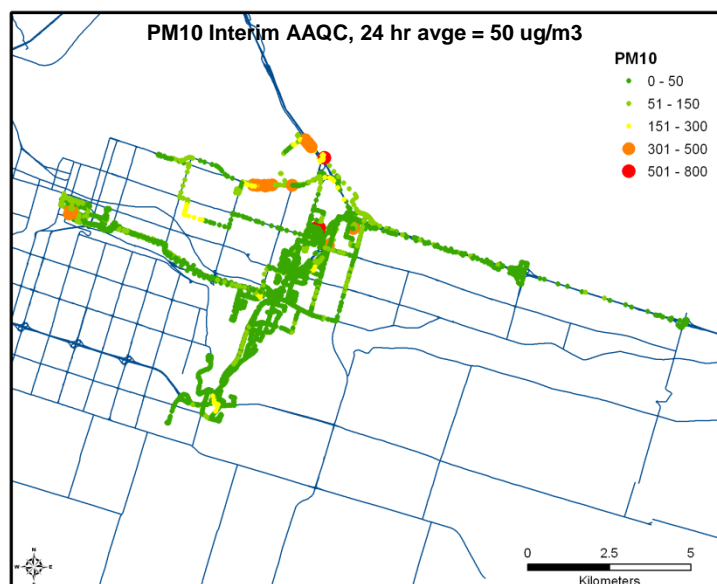 PM10 Interim AAQC, 24 hr avge = 50 ug/m3
PM10
0 - 50
51 - 150
151 - 300
301 - 500
501 - 800
N
W E
S
0 2.5 5
Kilometers